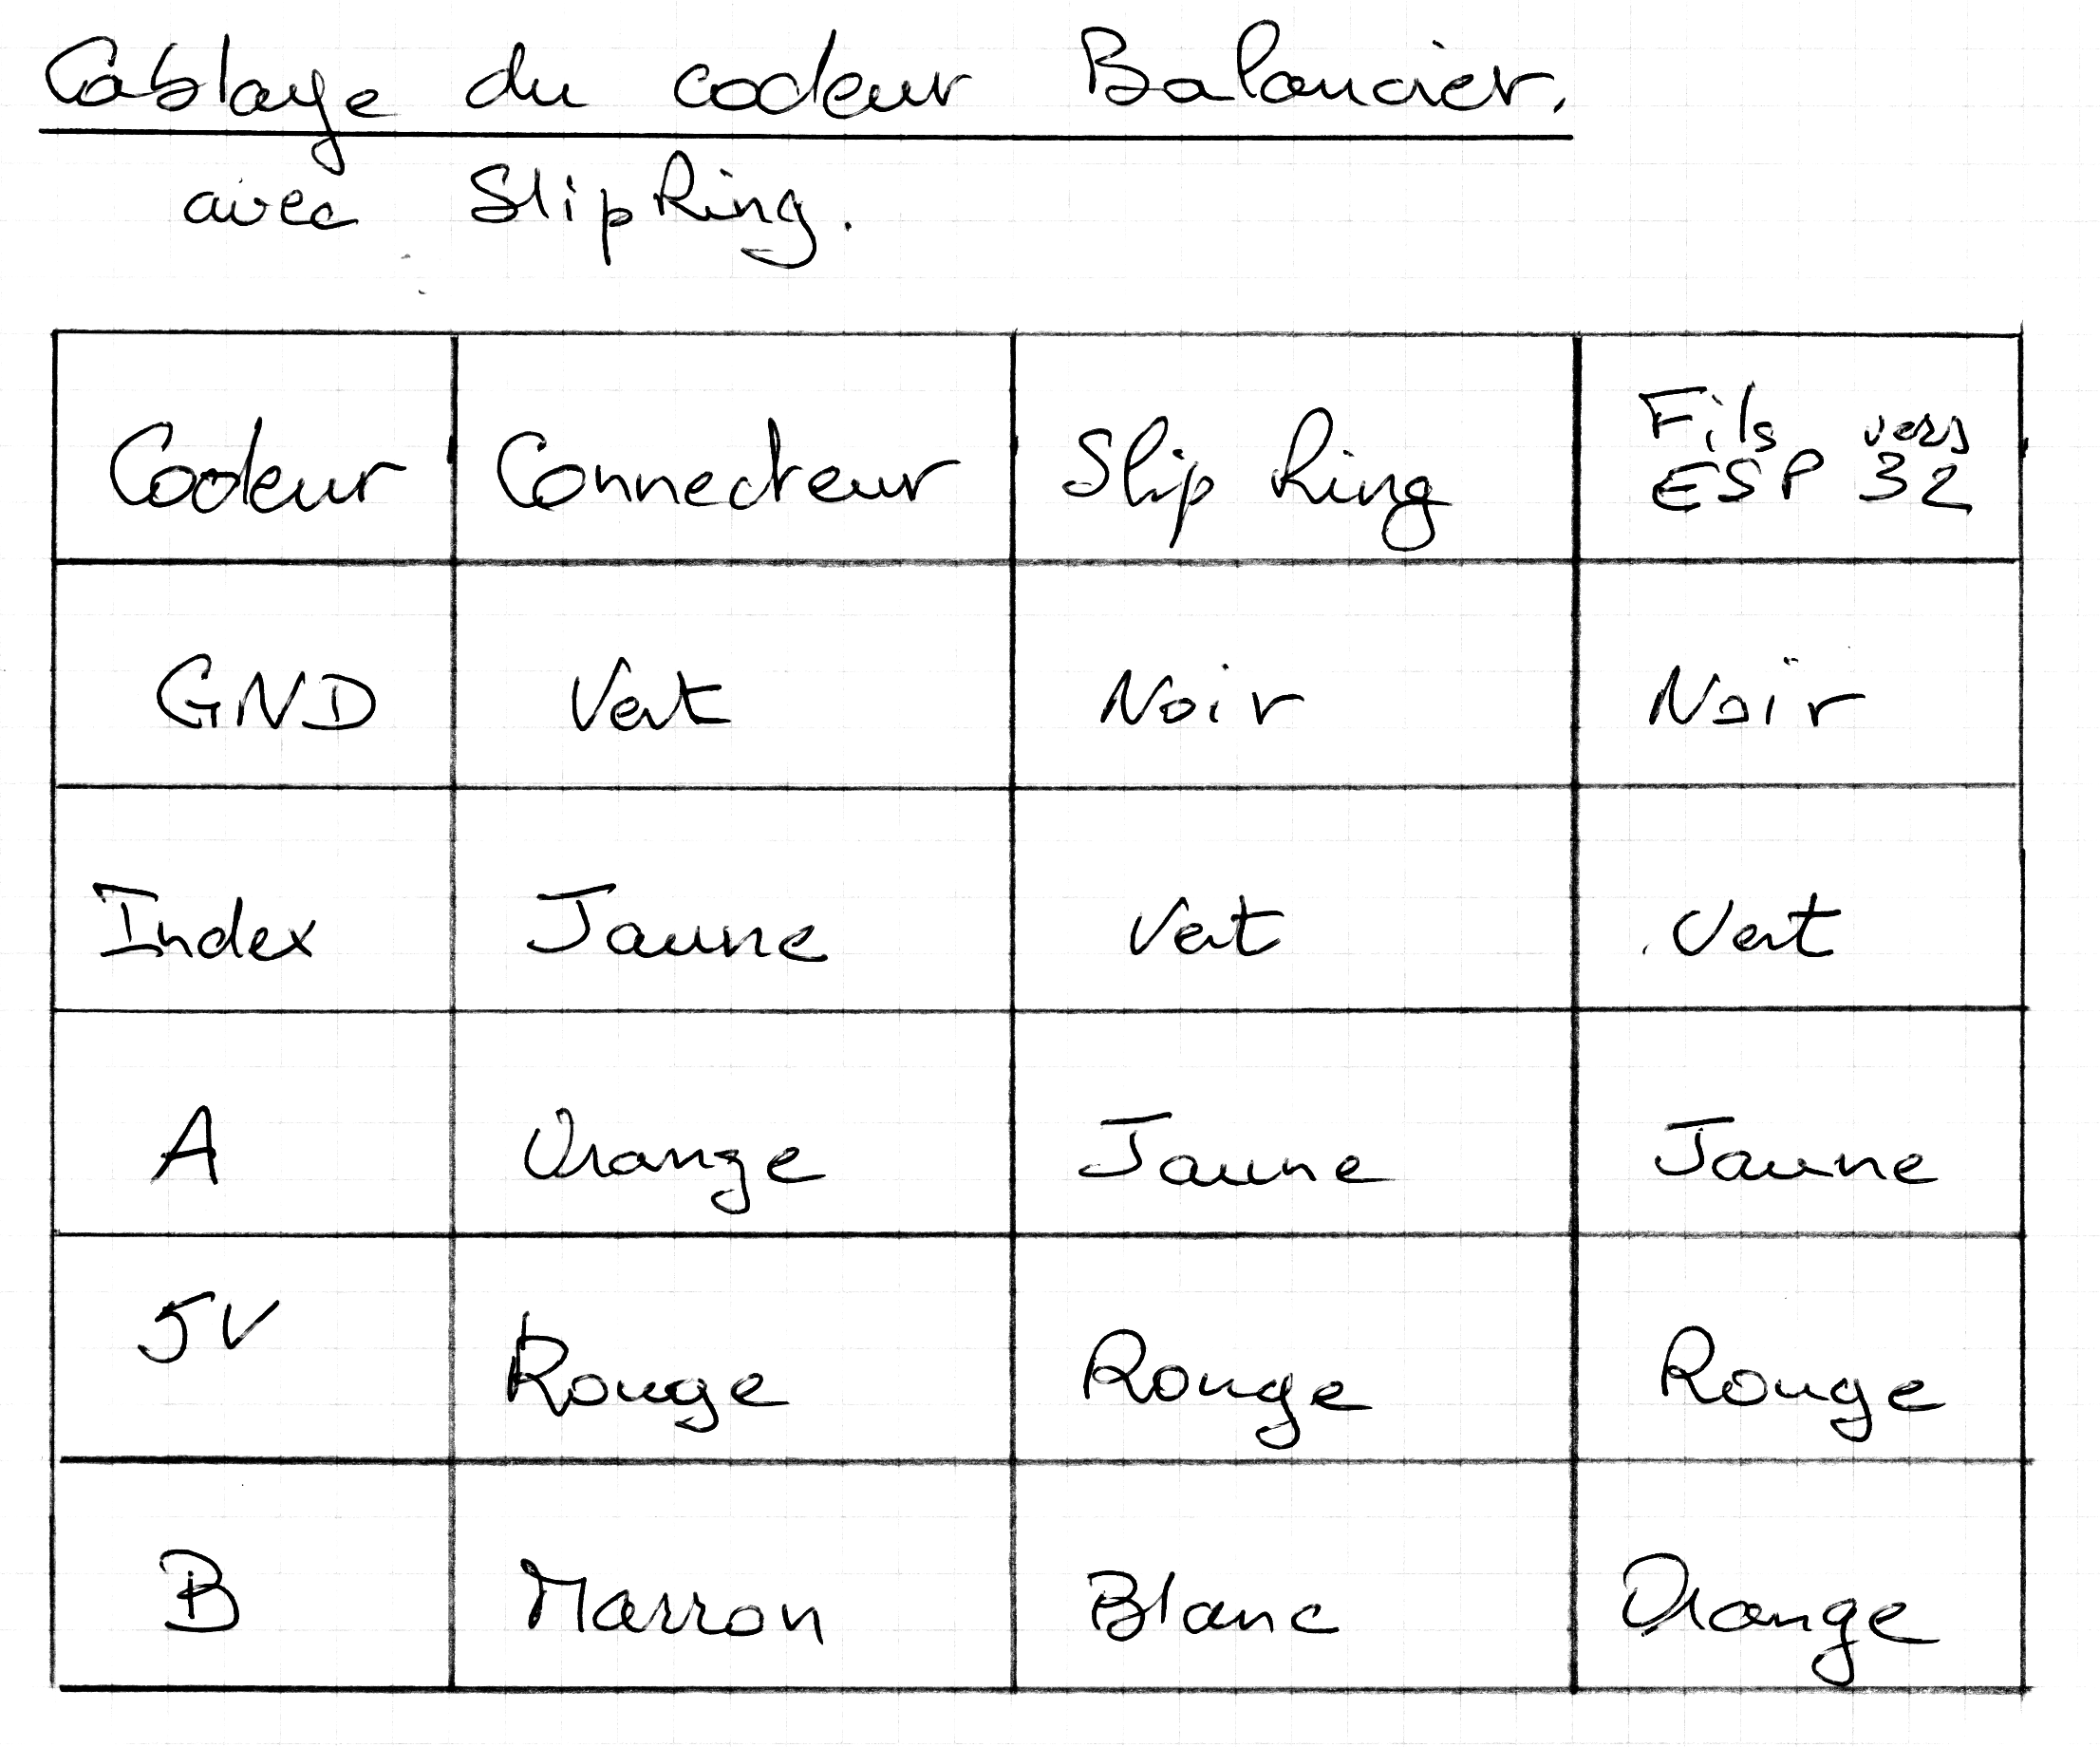 Cablage du codeur Balancier.
avec SlipRing.
Codeur Connecteur Slip Ring Fils vers ESP 32
GND Vert Noir Noir
Index Jaune Vert Vert
A Orange Jaune Jaune
5V Rouge Rouge Rouge
B Marron Blanc Orange